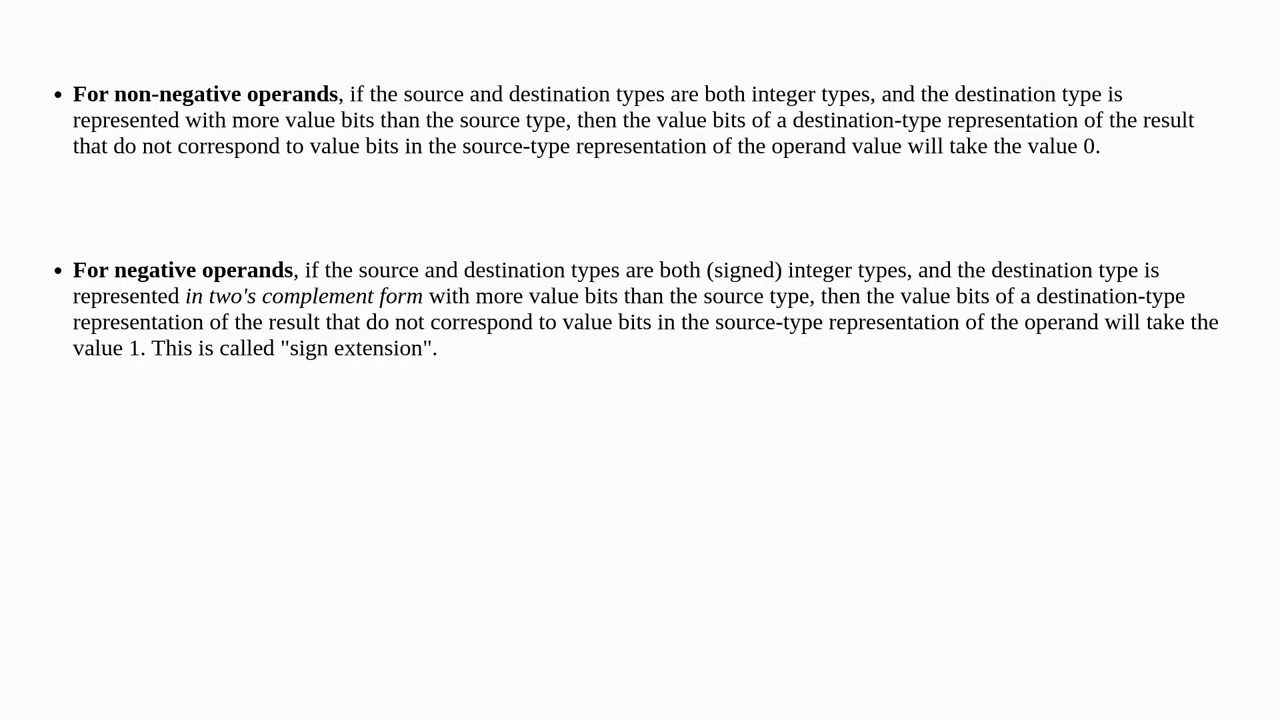 • For non-negative operands, if the source and destination types are both integer types, and the destination type is
represented with more value bits than the source type, then the value bits of a destination-type representation of the result
that do not correspond to value bits in the source-type representation of the operand value will take the value 0.
• For negative operands, if the source and destination types are both (signed) integer types, and the destination type is
represented in two's complement form with more value bits than the source type, then the value bits of a destination-type
representation of the result that do not correspond to value bits in the source-type representation of the operand will take the
value 1. This is called "sign extension".